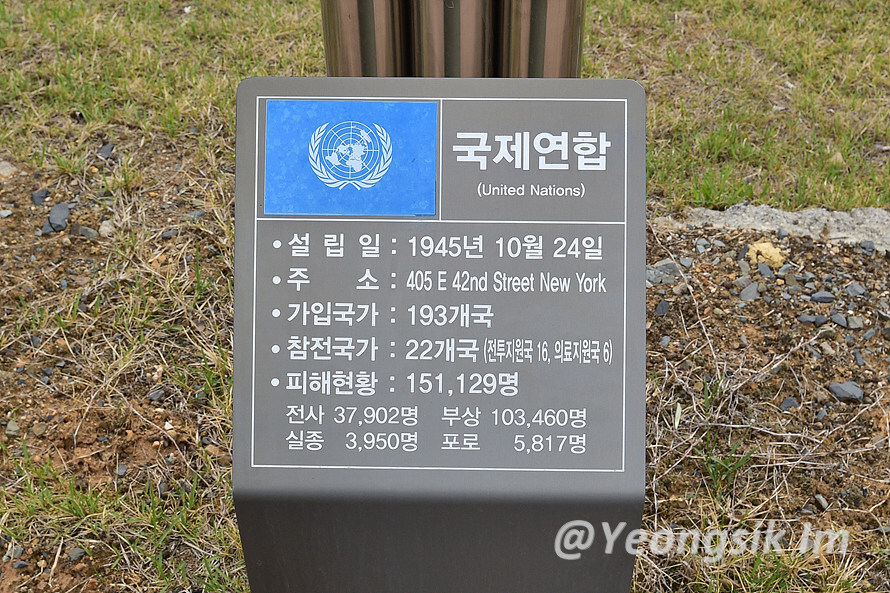 국제연합
(United Nations)
• 설 립 일 : 1945년 10월 24일
• 주 소 : 405 E 42nd Street New York
• 가입국가 : 193개국
• 참전국가 : 22개국 (전투지원국 16, 의료지원국 6)
• 피해현황 : 151,129명
전사 37,902명 부상 103,460명
실종 3,950명 포로 5,817명
@Yeongsik Im